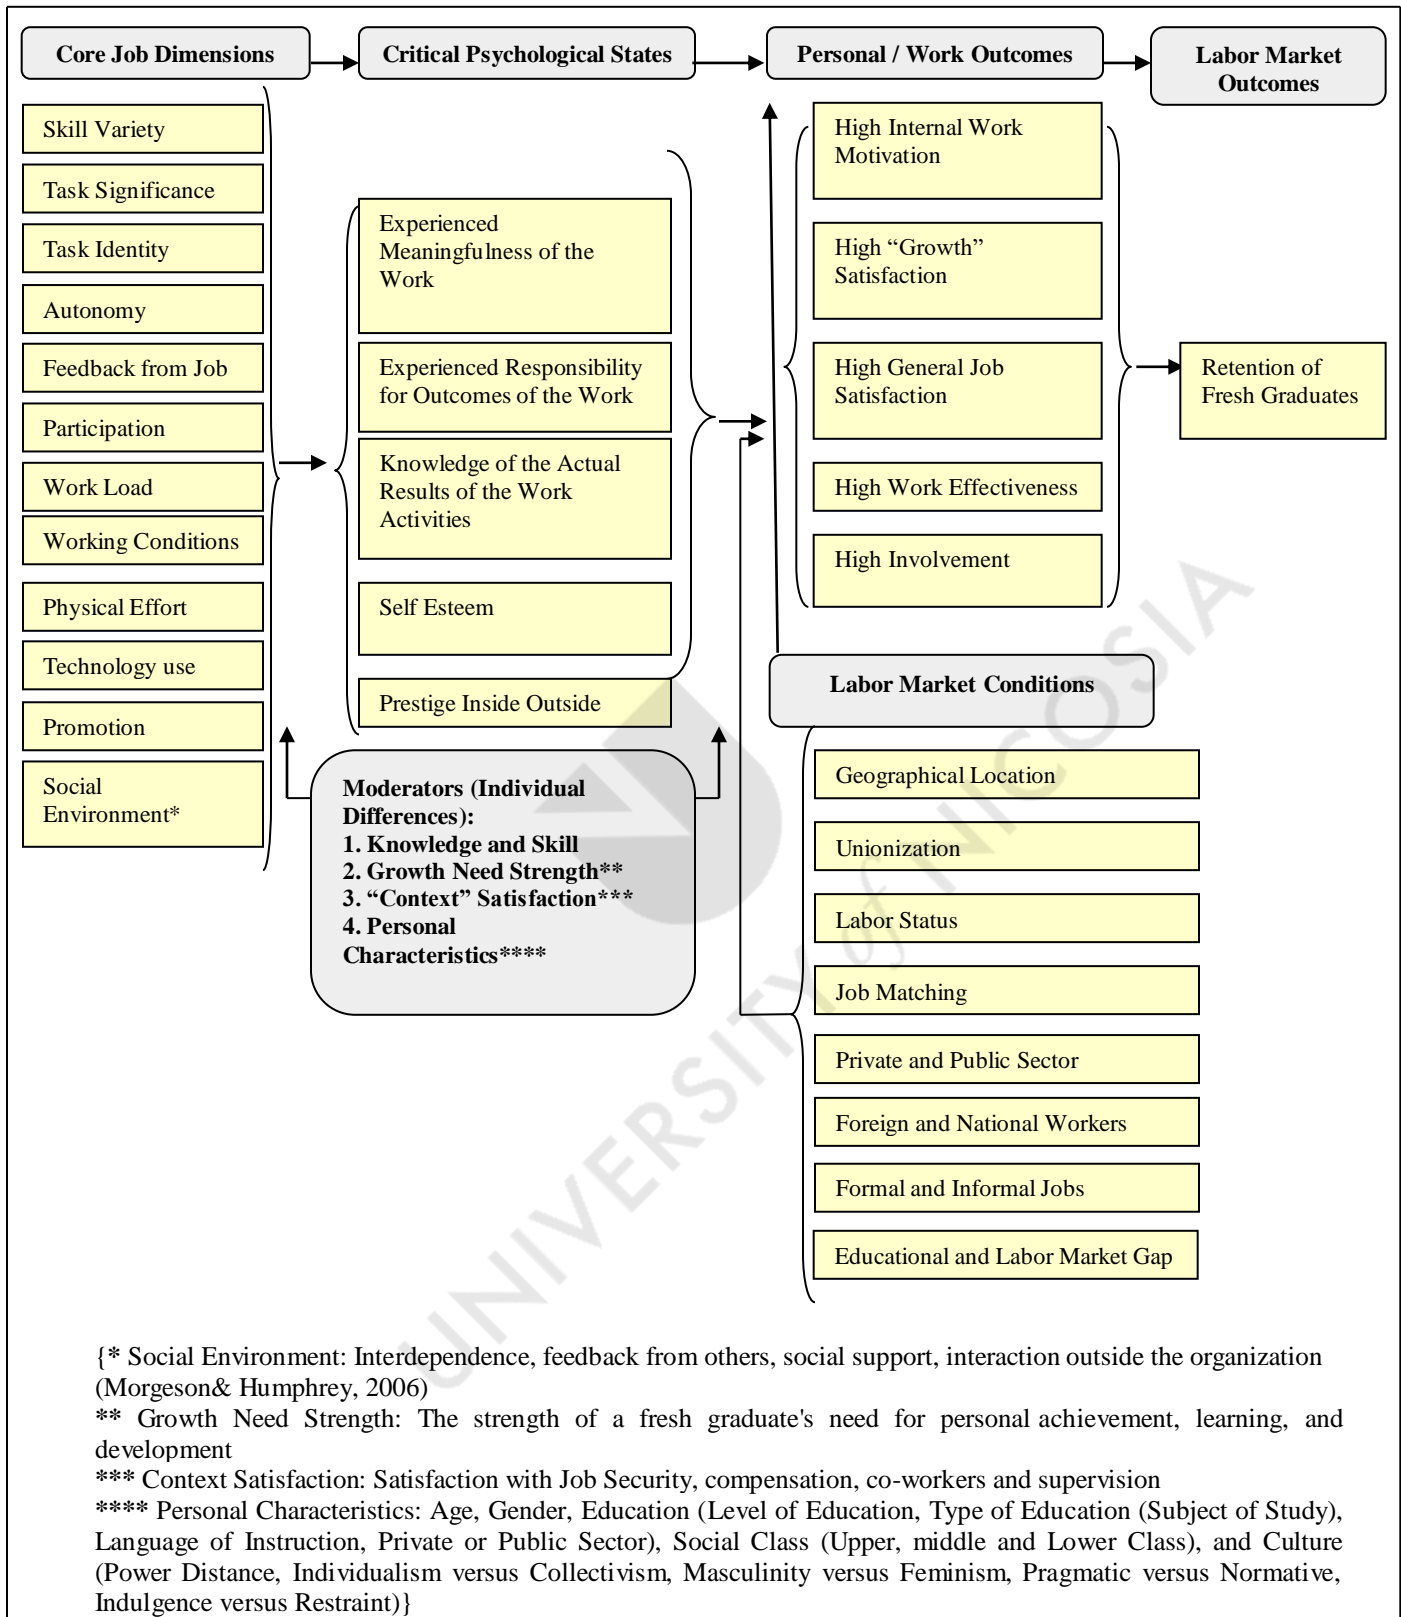 Core Job Dimensions
Critical Psychological States
Personal / Work Outcomes
Labor Market
Outcomes
Skill Variety
Task Significance
Task Identity
Autonomy
Feedback from Job
Participation
Work Load
Working Conditions
Physical Effort
Technology use
Promotion
Social
Environment*
Experienced
Meaningfulness of the
Work
Experienced Responsibility
for Outcomes of the Work
Knowledge of the Actual
Results of the Work
Activities
Self Esteem
Prestige Inside Outside
Moderators (Individual
Differences):
1. Knowledge and Skill
2. Growth Need Strength**
3. “Context” Satisfaction***
4. Personal
Characteristics****
High Internal Work
Motivation
High “Growth”
Satisfaction
High General Job
Satisfaction
High Work Effectiveness
High Involvement
Retention of
Fresh Graduates
Labor Market Conditions
Geographical Location
Unionization
Labor Status
Job Matching
Private and Public Sector
Foreign and National Workers
Formal and Informal Jobs
Educational and Labor Market Gap
UNIVERSITY of NICOSIA
{* Social Environment: Interdependence, feedback from others, social support, interaction outside the organization
(Morgeson& Humphrey, 2006)
** Growth Need Strength: The strength of a fresh graduate's need for personal achievement, learning, and
development
*** Context Satisfaction: Satisfaction with Job Security, compensation, co-workers and supervision
**** Personal Characteristics: Age, Gender, Education (Level of Education, Type of Education (Subject of Study),
Language of Instruction, Private or Public Sector), Social Class (Upper, middle and Lower Class), and Culture
(Power Distance, Individualism versus Collectivism, Masculinity versus Feminism, Pragmatic versus Normative,
Indulgence versus Restraint)}